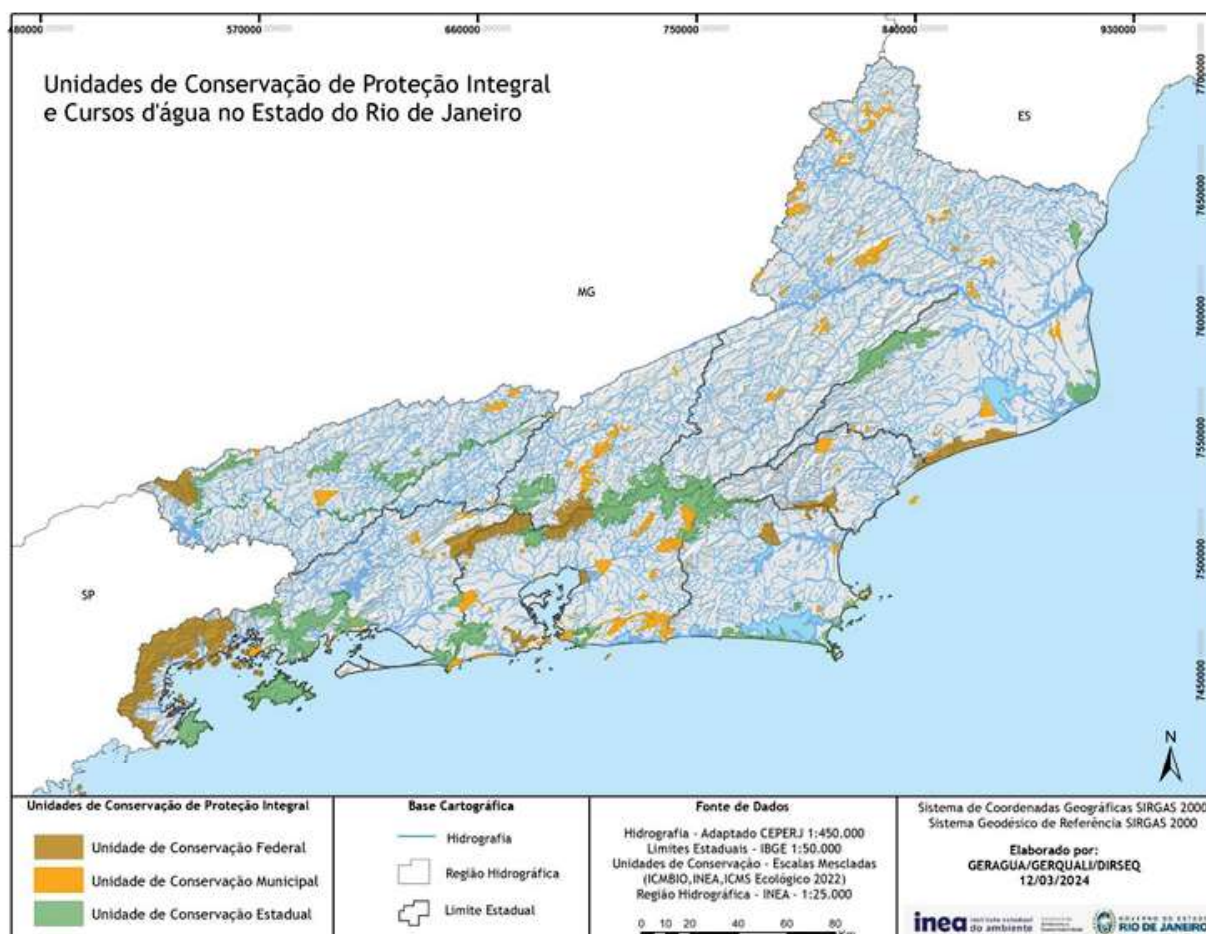 480000 570000 660000 750000 840000 930000
Unidades de Conservação de Proteção Integral
e Cursos d'água no Estado do Rio de Janeiro
7700000
ES
7650000
MG
7600000
7550000
7500000
SP
7450000
N
Unidades de Conservação de Proteção Integral
Unidade de Conservação Federal
Unidade de Conservação Municipal
Unidade de Conservação Estadual
Base Cartográfica
Hidrografia
Região Hidrográfica
Limite Estadual
Fonte de Dados
Hidrografia - Adaptado CEPERJ 1:450.000
Limites Estaduais - IBGE 1:50.000
Unidades de Conservação - Escalas Mescladas
(ICMBIO,INEA,ICMS Ecológico 2022)
Região Hidrográfica - INEA - 1:25.000
0 10 20 40 60 80
Km
Sistema de Coordenadas Geográficas SIRGAS 2000
Sistema Geodésico de Referência SIRGAS 2000
Elaborado por:
GERAGUA/GERQUALI/DIRSEQ
12/03/2024
inea instituto estadual
do ambiente
GOVERNO DO ESTADO
RIO DE JANEIRO